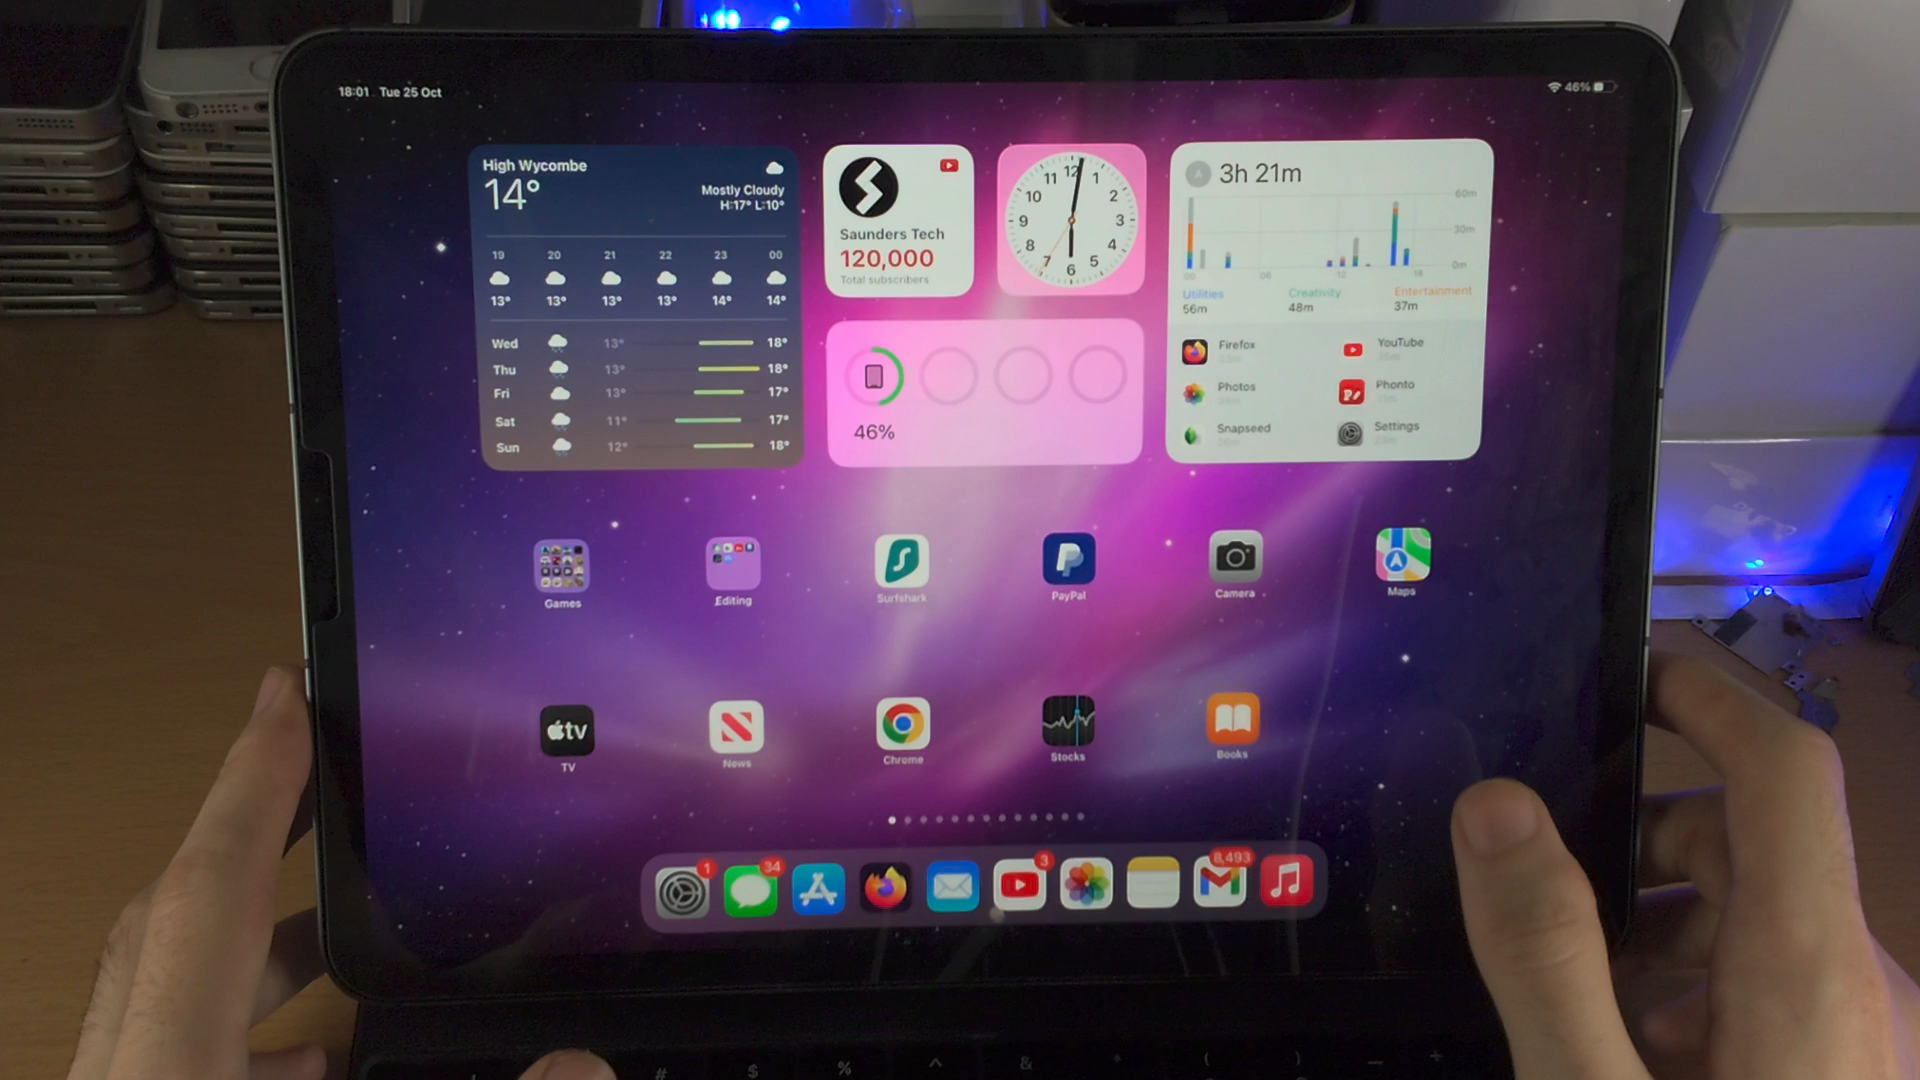 18:01 Tue 25 Oct
46%
High Wycombe
14°
Mostly Cloudy
H:17° L:10°
19 20 21 22 23 00
13° 13° 13° 13° 14° 14°
Wed 13° 18°
Thu 13° 18°
Fri 13° 17°
Sat 11° 17°
Sun 12° 18°
Saunders Tech
120,000
Total subscribers
12 1 2 3 4 5 6 7 8 9 10 11
46%
A 3h 21m
60m
30m
0m
00 06 12 18
Utilities Creativity Entertainment
56m 48m 37m
Firefox YouTube
Photos Phonto
Snapseed Settings
Games Editing Surfshark PayPal Camera Maps
tv
TV News Chrome Stocks Books
1 34 3 8,493
# $ % ^ & * ( ) — +